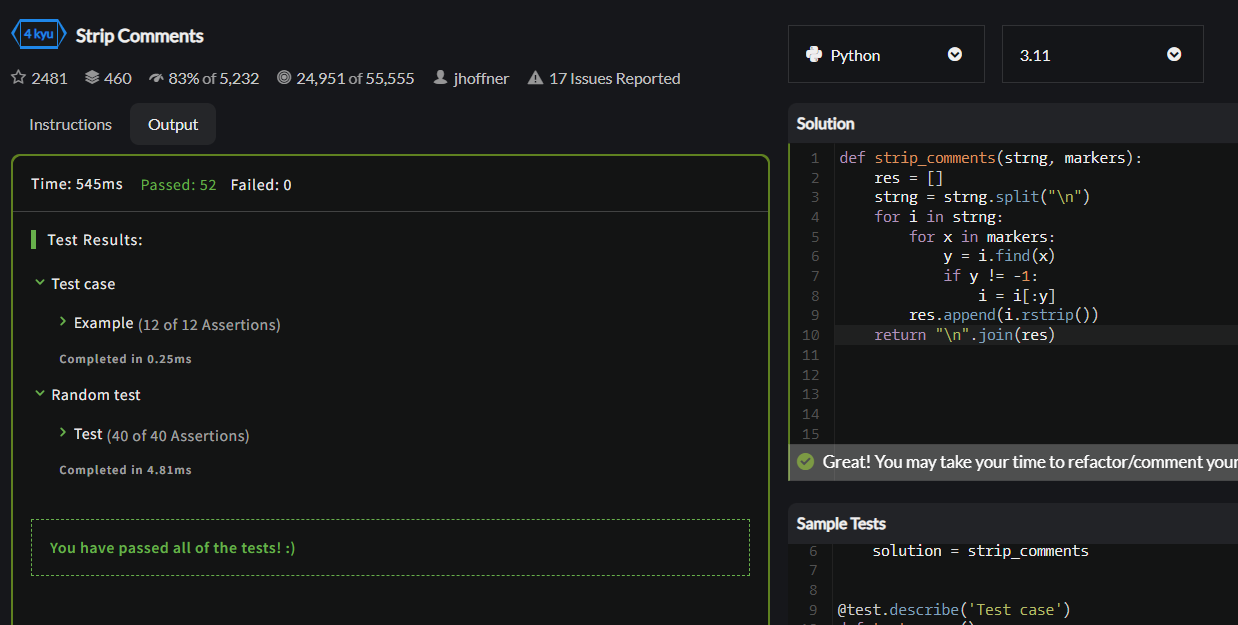 4 kyu Strip Comments
2481 460 83% of 5,232 24,951 of 55,555 jhoffner 17 Issues Reported
Instructions Output
Time: 545ms Passed: 52 Failed: 0
Test Results:
Test case
Example (12 of 12 Assertions)
Completed in 0.25ms
Random test
Test (40 of 40 Assertions)
Completed in 4.81ms
You have passed all of the tests! :)
Python 3.11
Solution
1 def strip_comments(strng, markers):
2     res = []
3     strng = strng.split("\n")
4     for i in strng:
5         for x in markers:
6             y = i.find(x)
7             if y != -1:
8                 i = i[:y]
9         res.append(i.rstrip())
10     return "\n".join(res)
11
12
13
14
15
Great! You may take your time to refactor/comment your
Sample Tests
6     solution = strip_comments
7
8
9 @test.describe('Test case')